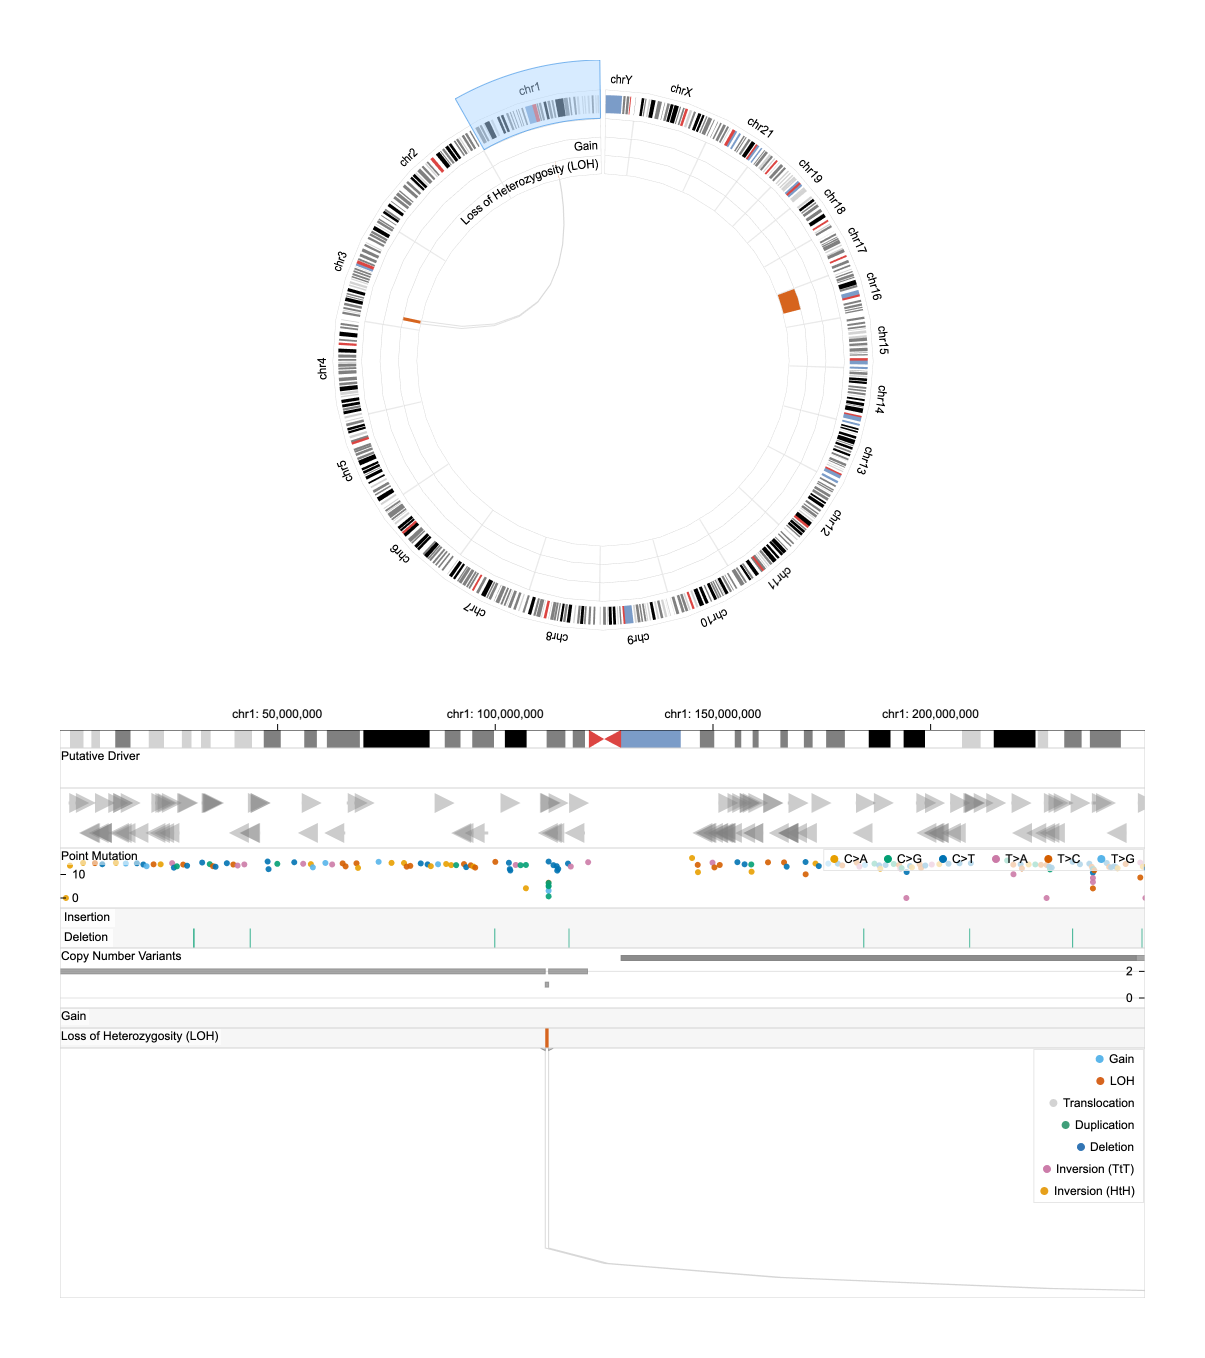 chr1
chrY
chrX
chr21
chr19
chr18
chr17
chr16
chr15
chr14
chr13
chr12
chr11
chr10
chr9
chr8
chr7
chr6
chr5
chr4
chr3
chr2
Gain
Loss of Heterozygosity (LOH)
chr1: 50,000,000
chr1: 100,000,000
chr1: 150,000,000
chr1: 200,000,000
Putative Driver
Point Mutation
C>A
C>G
C>T
T>A
T>C
T>G
10
0
Insertion
Deletion
Copy Number Variants
2
0
Gain
Loss of Heterozygosity (LOH)
Gain
LOH
Translocation
Duplication
Deletion
Inversion (TtT)
Inversion (HtH)